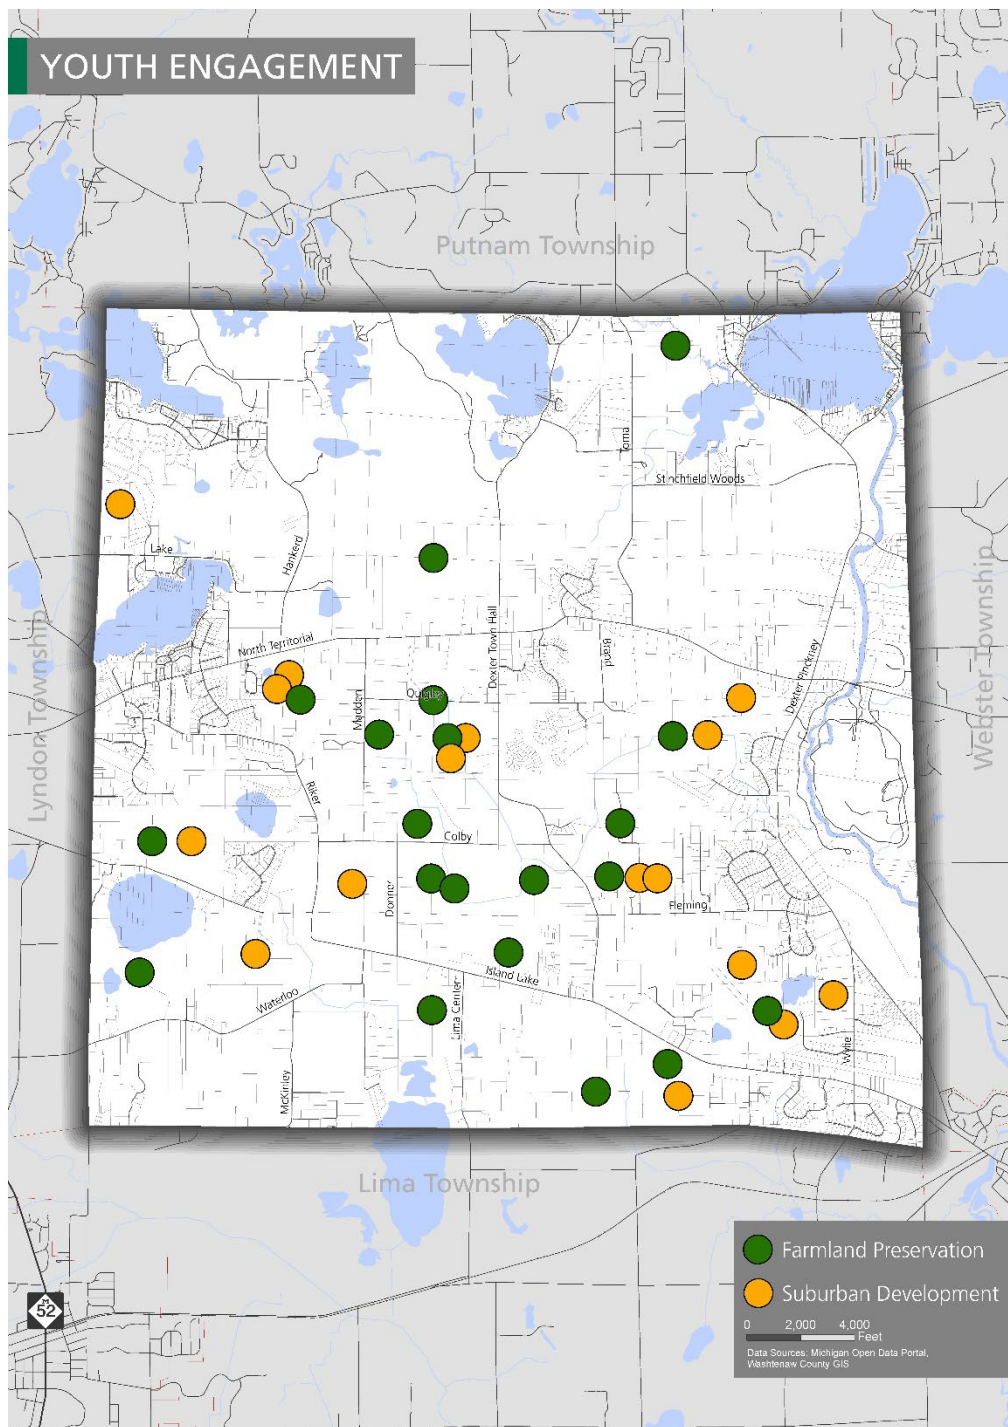 YOUTH ENGAGEMENT
Putnam Township
Toma
Stinchfield Woods
Lake
Hankerd
North Territorial
Dexter Town Hall
Brand
Dexter Pinckney
Webster Township
Lyndon Township
Madden
Quigley
Riker
Colby
Donner
Fleming
Island Lake
Waterloo
Lima Center
McKinley
Wylie
Lima Township
M
52
Farmland Preservation
Suburban Development
0 2,000 4,000
Feet
Data Sources: Michigan Open Data Portal,
Washtenaw County GIS